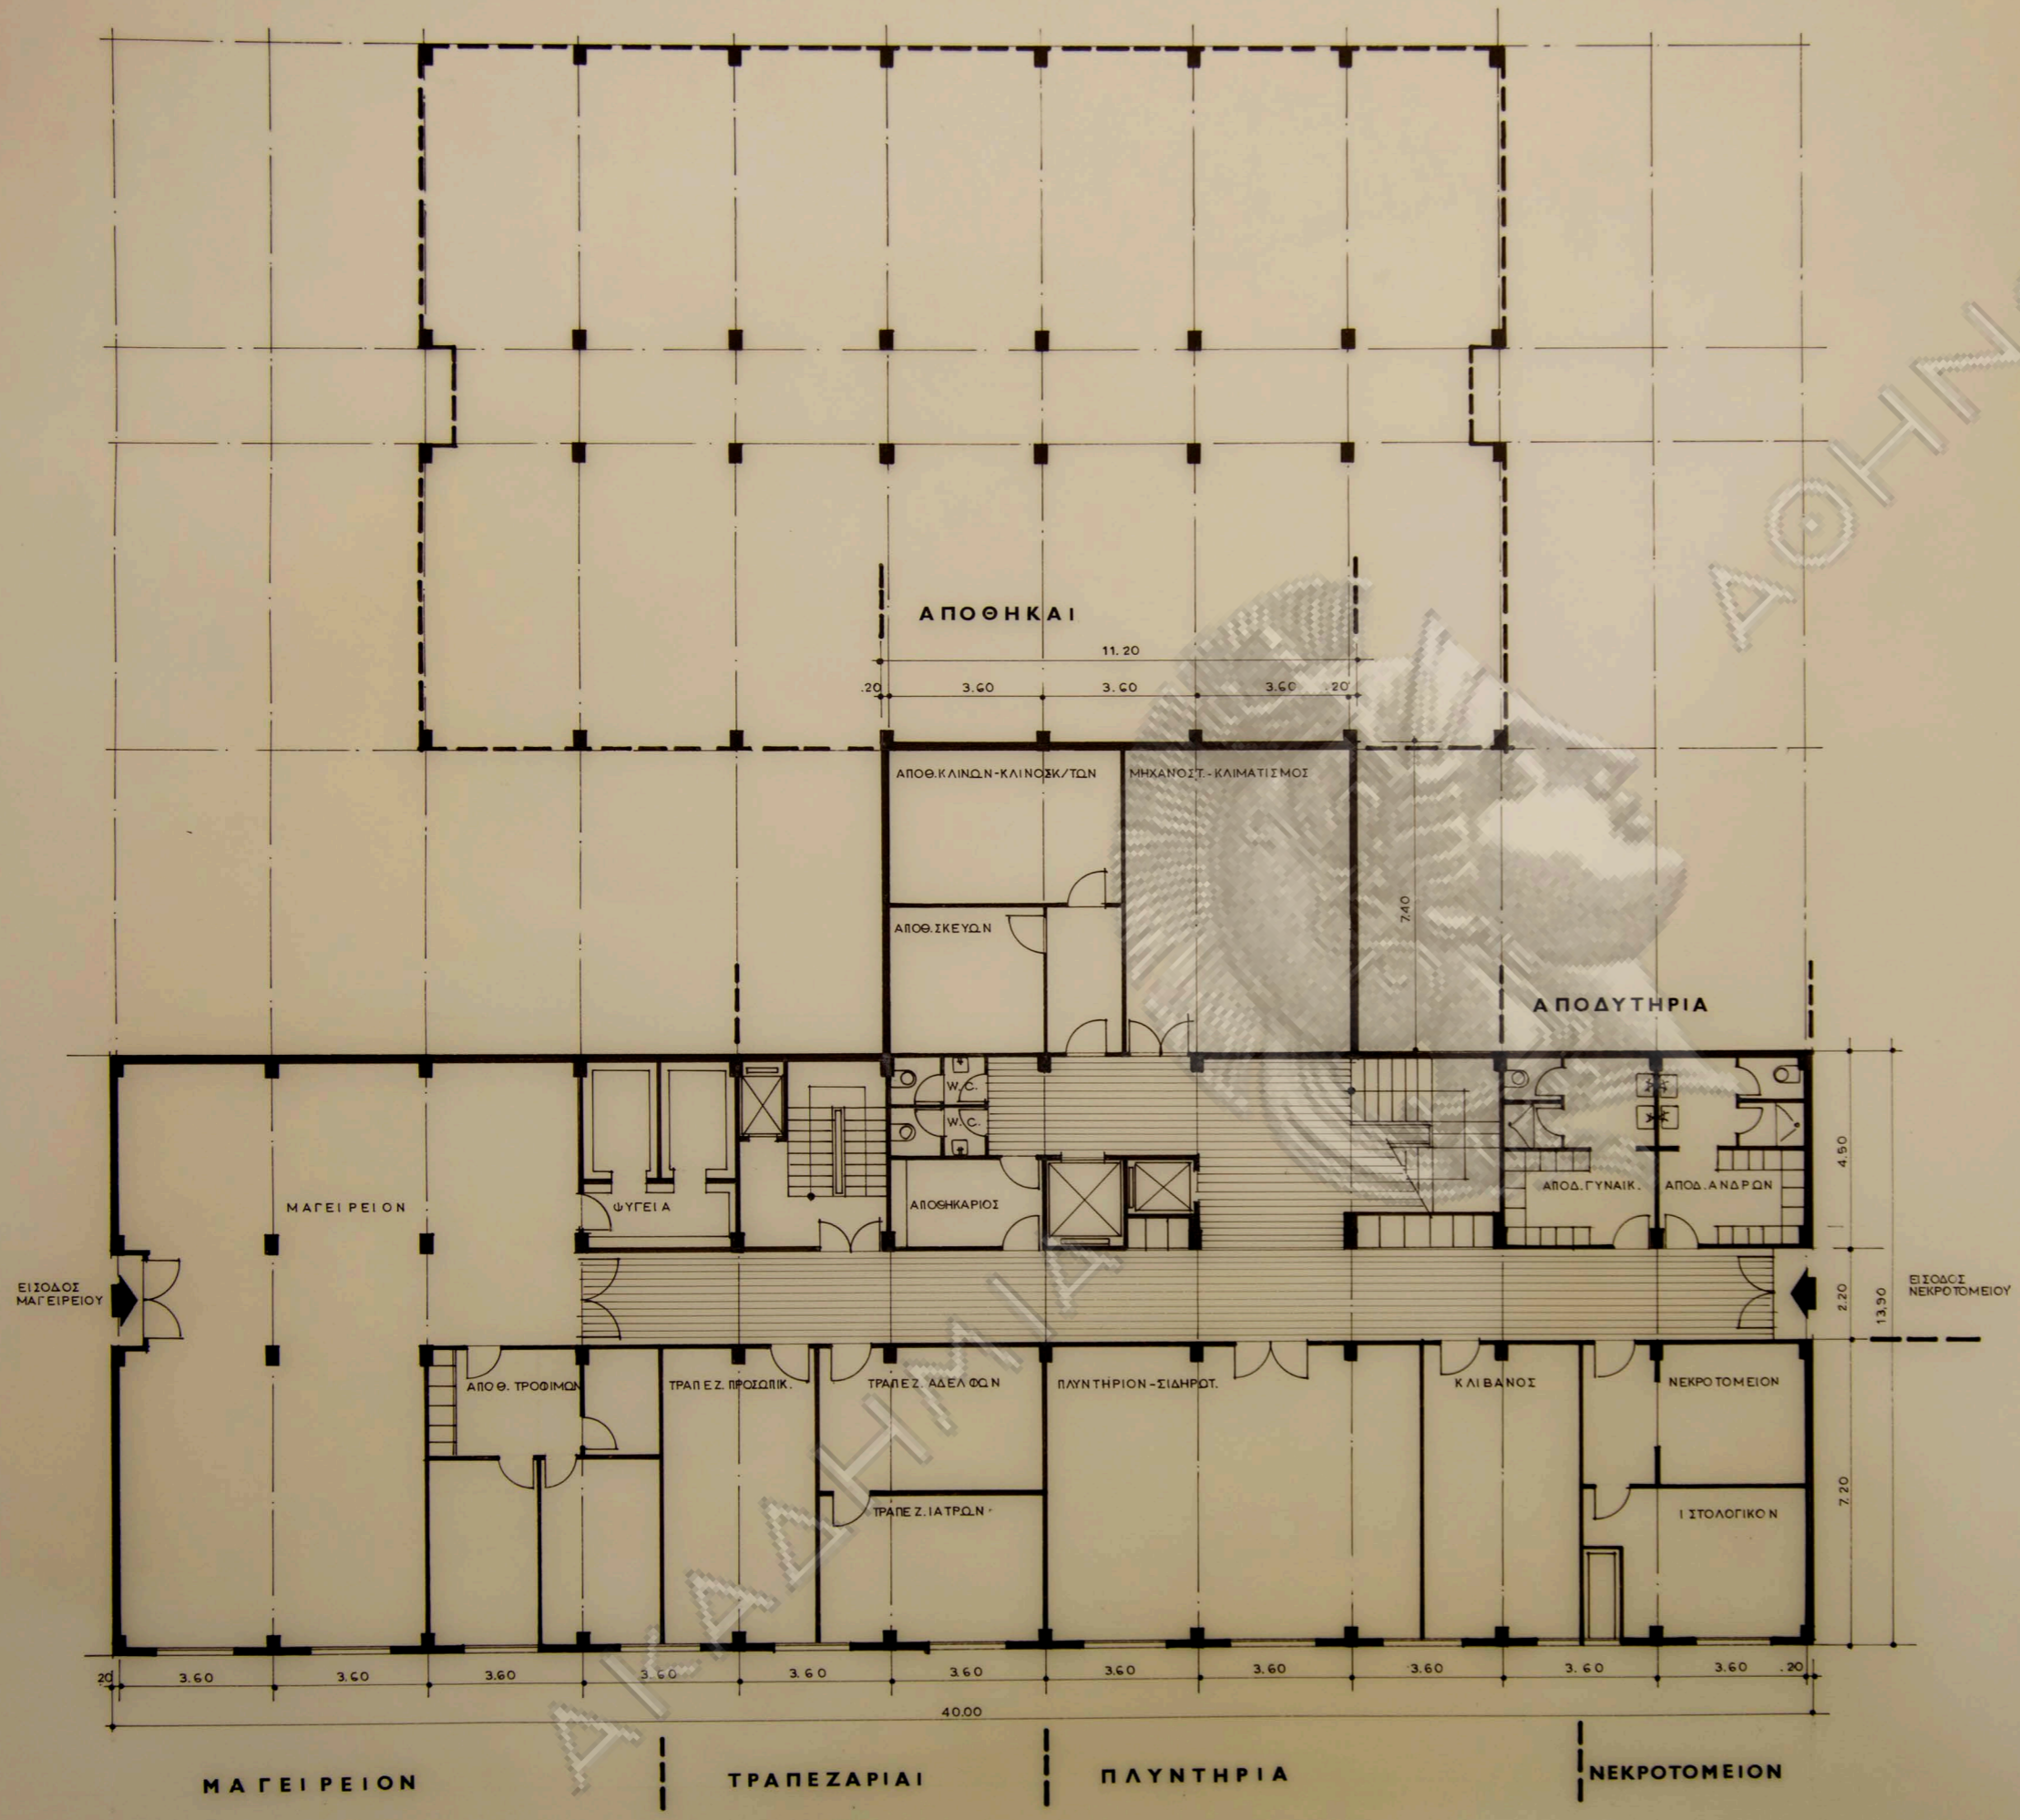 ΑΠΟΘΗΚΑΙ
11.20
.20 3.60 3.60 3.60 .20
ΑΠΟΘ.ΚΛΙΝΩΝ-ΚΛΙΝΟΣΚ/ΤΩΝ
ΜΗΧΑΝΟΣΤ.-ΚΛΙΜΑΤΙΣΜΟΣ
ΑΠΟΘ.ΣΚΕΥΩΝ
7.40
ΑΠΟΔΥΤΗΡΙΑ
W.C.
W.C.
4.50
ΜΑΓΕΙΡΕΙΟΝ
ΨΥΓΕΙΑ
ΑΠΟΘΗΚΑΡΙΟΣ
ΑΠΟΔ.ΓΥΝΑΙΚ.
ΑΠΟΔ.ΑΝΔΡΩΝ
ΕΙΣΟΔΟΣ
ΜΑΓΕΙΡΕΙΟΥ
2.20
13.90
ΕΙΣΟΔΟΣ
ΝΕΚΡΟΤΟΜΕΙΟΥ
ΑΠΟΘ. ΤΡΟΦΙΜΩΝ
ΤΡΑΠΕΖ. ΠΡΟΣΩΠΙΚ.
ΤΡΑΠΕΖ. ΑΔΕΛΦΩΝ
ΠΛΥΝΤΗΡΙΟΝ-ΣΙΔΗΡΩΤ.
ΚΛΙΒΑΝΟΣ
ΝΕΚΡΟΤΟΜΕΙΟΝ
ΤΡΑΠΕΖ.ΙΑΤΡΩΝ
ΙΣΤΟΛΟΓΙΚΟΝ
7.20
20 3.60 3.60 3.60 3.60 3.60 3.60 3.60 3.60 3.60 3.60 3.60 .20
40.00
ΜΑΓΕΙΡΕΙΟΝ
ΤΡΑΠΕΖΑΡΙΑΙ
ΠΛΥΝΤΗΡΙΑ
ΝΕΚΡΟΤΟΜΕΙΟΝ
ΑΚΑΔΗΜΙΑ
ΑΘΗΝ